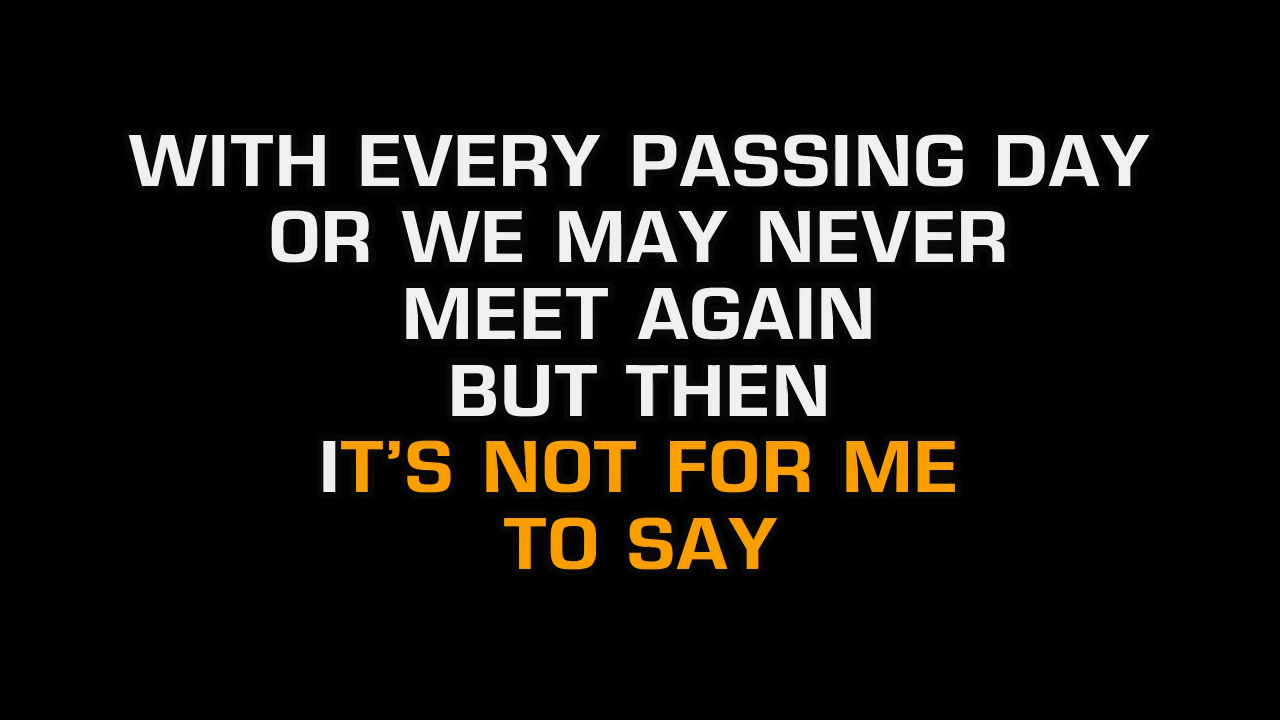 WITH EVERY PASSING DAY
OR WE MAY NEVER
MEET AGAIN
BUT THEN
IT’S NOT FOR ME
TO SAY